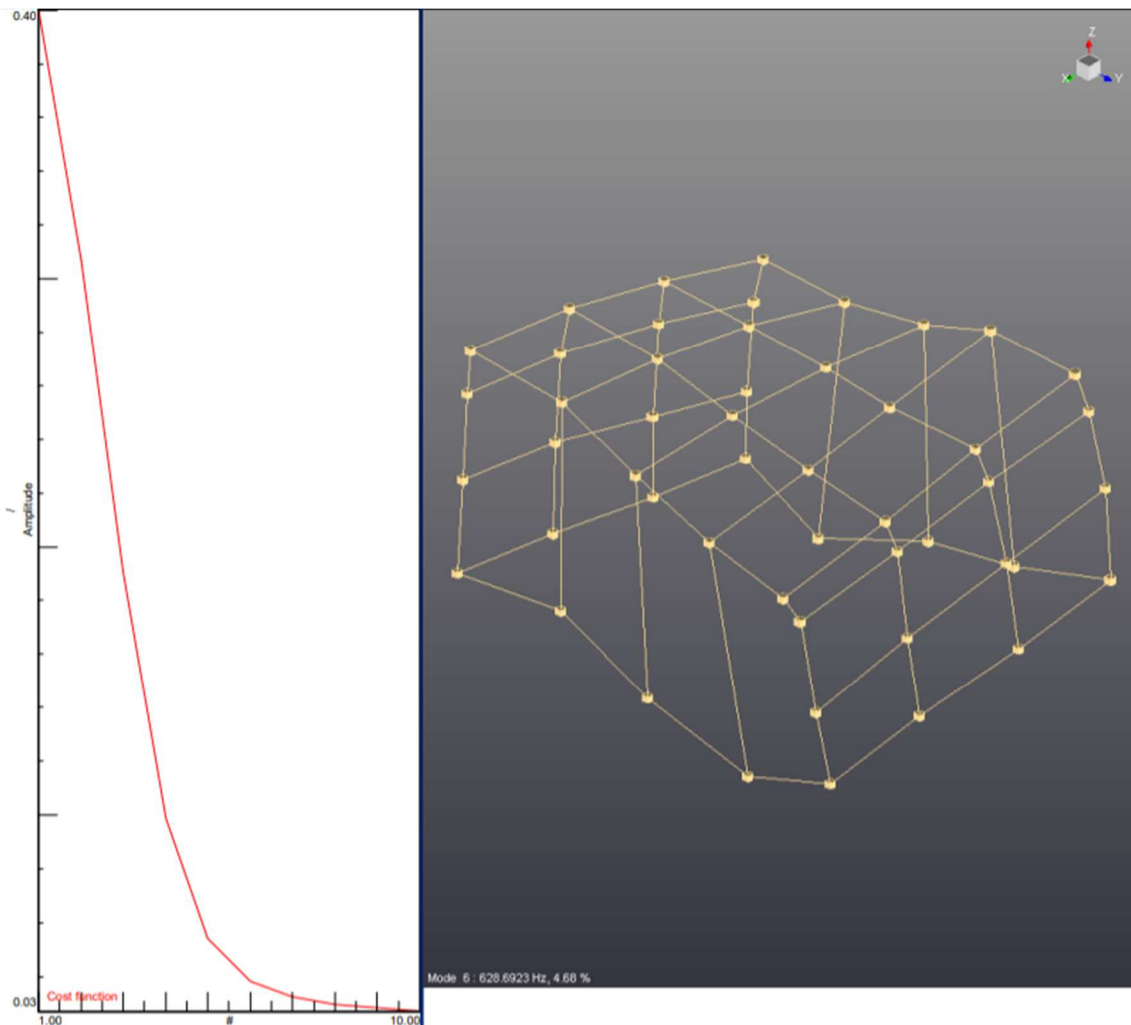 0.40
/
Amplitude
0.03
Cost function
1.00
#
10.00
Z
X
Y
Mode 6 : 628.6923 Hz, 4.68 %